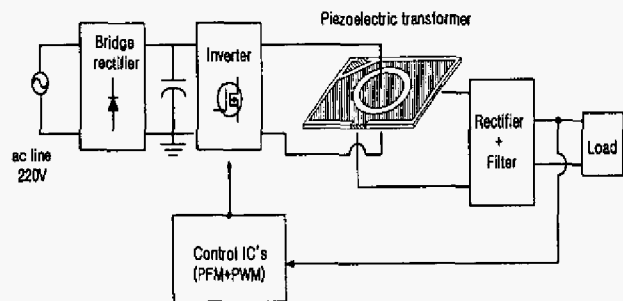 Piezoelectric transformer
Bridge
rectifier
Inverter
Rectifier
+
Filter
Load
ac line
220V
Control IC's
(PFM+PWM)